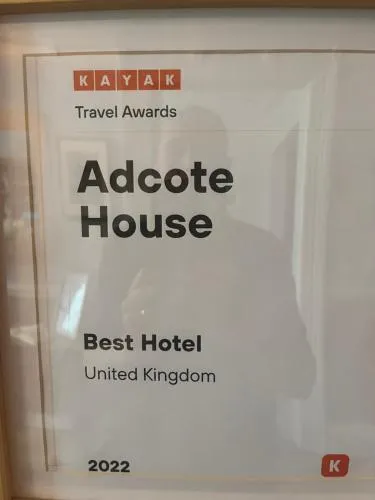 KAYAK
Travel Awards
Adcote
House
Best Hotel
United Kingdom
2022
K